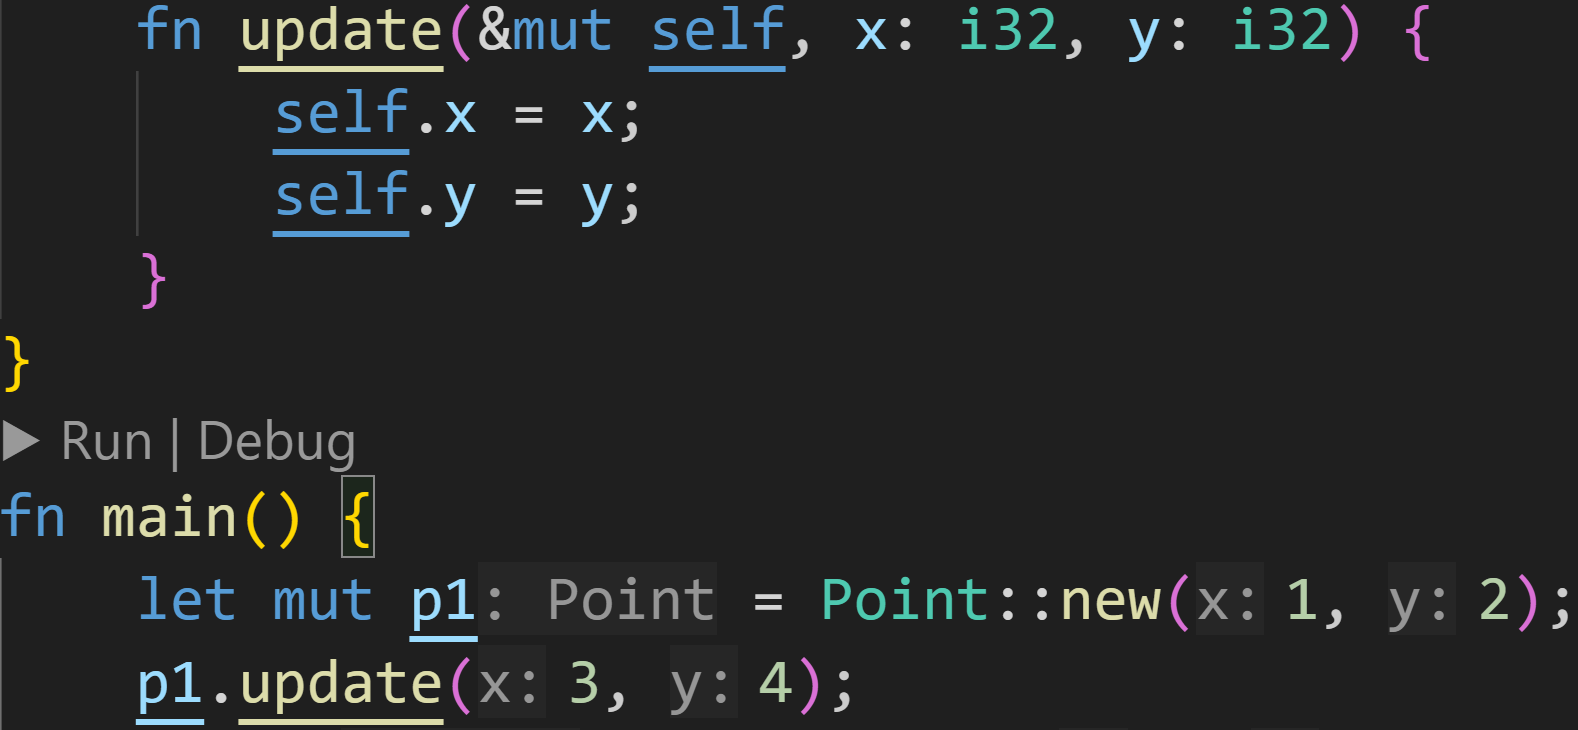 fn update(&mut self, x: i32, y: i32) {
self.x = x;
self.y = y;
}
}
▶ Run | Debug
fn main() {
let mut p1: Point = Point::new(x: 1, y: 2);
p1.update(x: 3, y: 4);